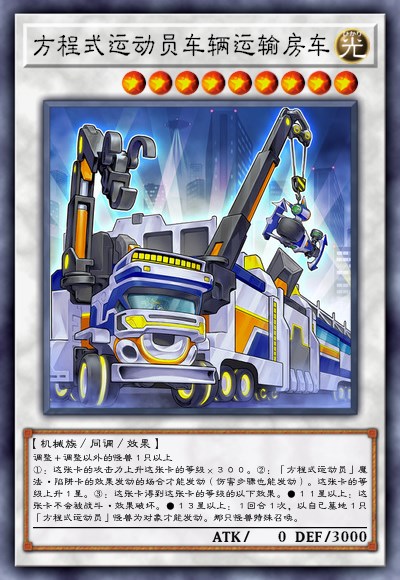 方程式运动员车辆运输房车
光
【机械族/同调/效果】
调整＋调整以外的怪兽1只以上
①：这张卡的攻击力上升这张卡的等级×300。②：「方程式运动员」魔
法·陷阱卡的效果发动的场合才能发动（伤害步骤也能发动）。这张卡的等
级上升1星。③：这张卡得到这张卡的等级的以下效果。●11星以上：这
张卡不会被战斗·效果破坏。●13星以上：1回合1次，以自己墓地1只
「方程式运动员」怪兽为对象才能发动。那只怪兽特殊召唤。
ATK/ 0 DEF/3000